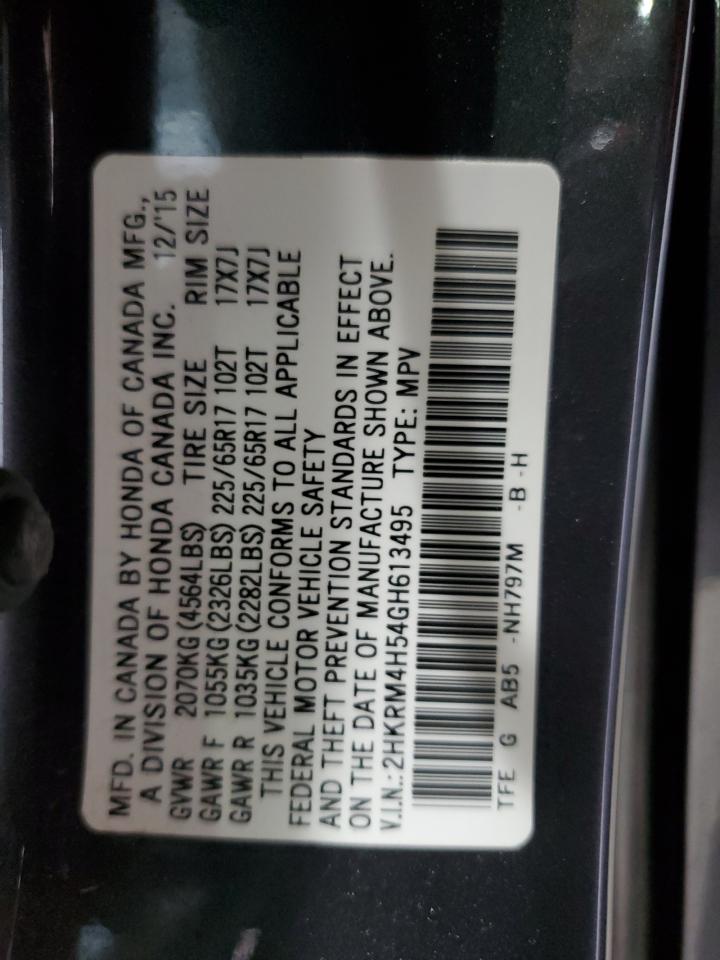 MFD. IN CANADA BY HONDA OF CANADA MFG.,
A DIVISION OF HONDA CANADA INC. 12/'15
GVWR 2070KG (4564LBS) TIRE SIZE RIM SIZE
GAWR F 1055KG (2326LBS) 225/65R17 102T 17X7J
GAWR R 1035KG (2282LBS) 225/65R17 102T 17X7J
THIS VEHICLE CONFORMS TO ALL APPLICABLE
FEDERAL MOTOR VEHICLE SAFETY
AND THEFT PREVENTION STANDARDS IN EFFECT
ON THE DATE OF MANUFACTURE SHOWN ABOVE.
V.I.N.:2HKRM4H54GH613495 TYPE: MPV
TFE G AB5 -NH797M -B -H